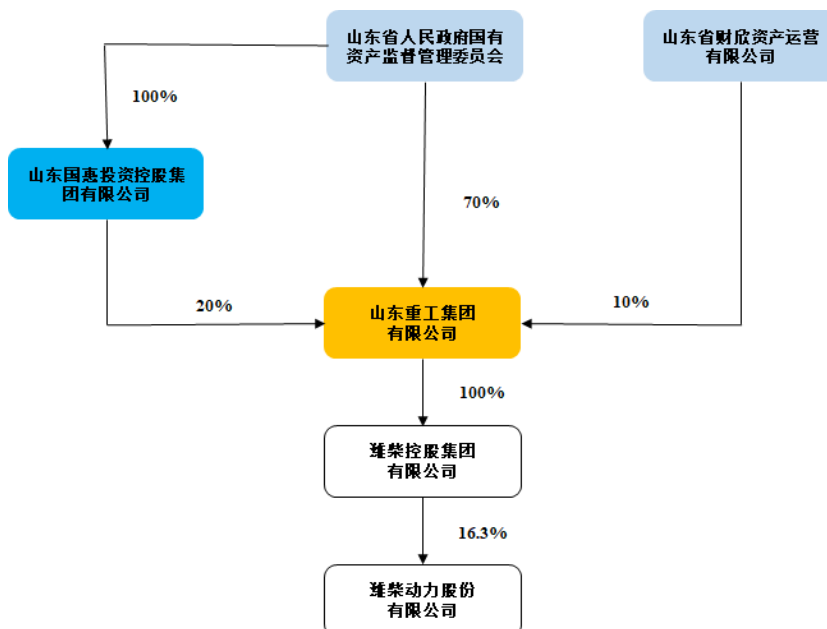 山东省人民政府国有
资产监督管理委员会
山东省财欣资产运营
有限公司
100%
山东国惠投资控股集
团有限公司
70%
20%
10%
山东重工集团
有限公司
100%
潍柴控股集团
有限公司
16.3%
潍柴动力股份
有限公司